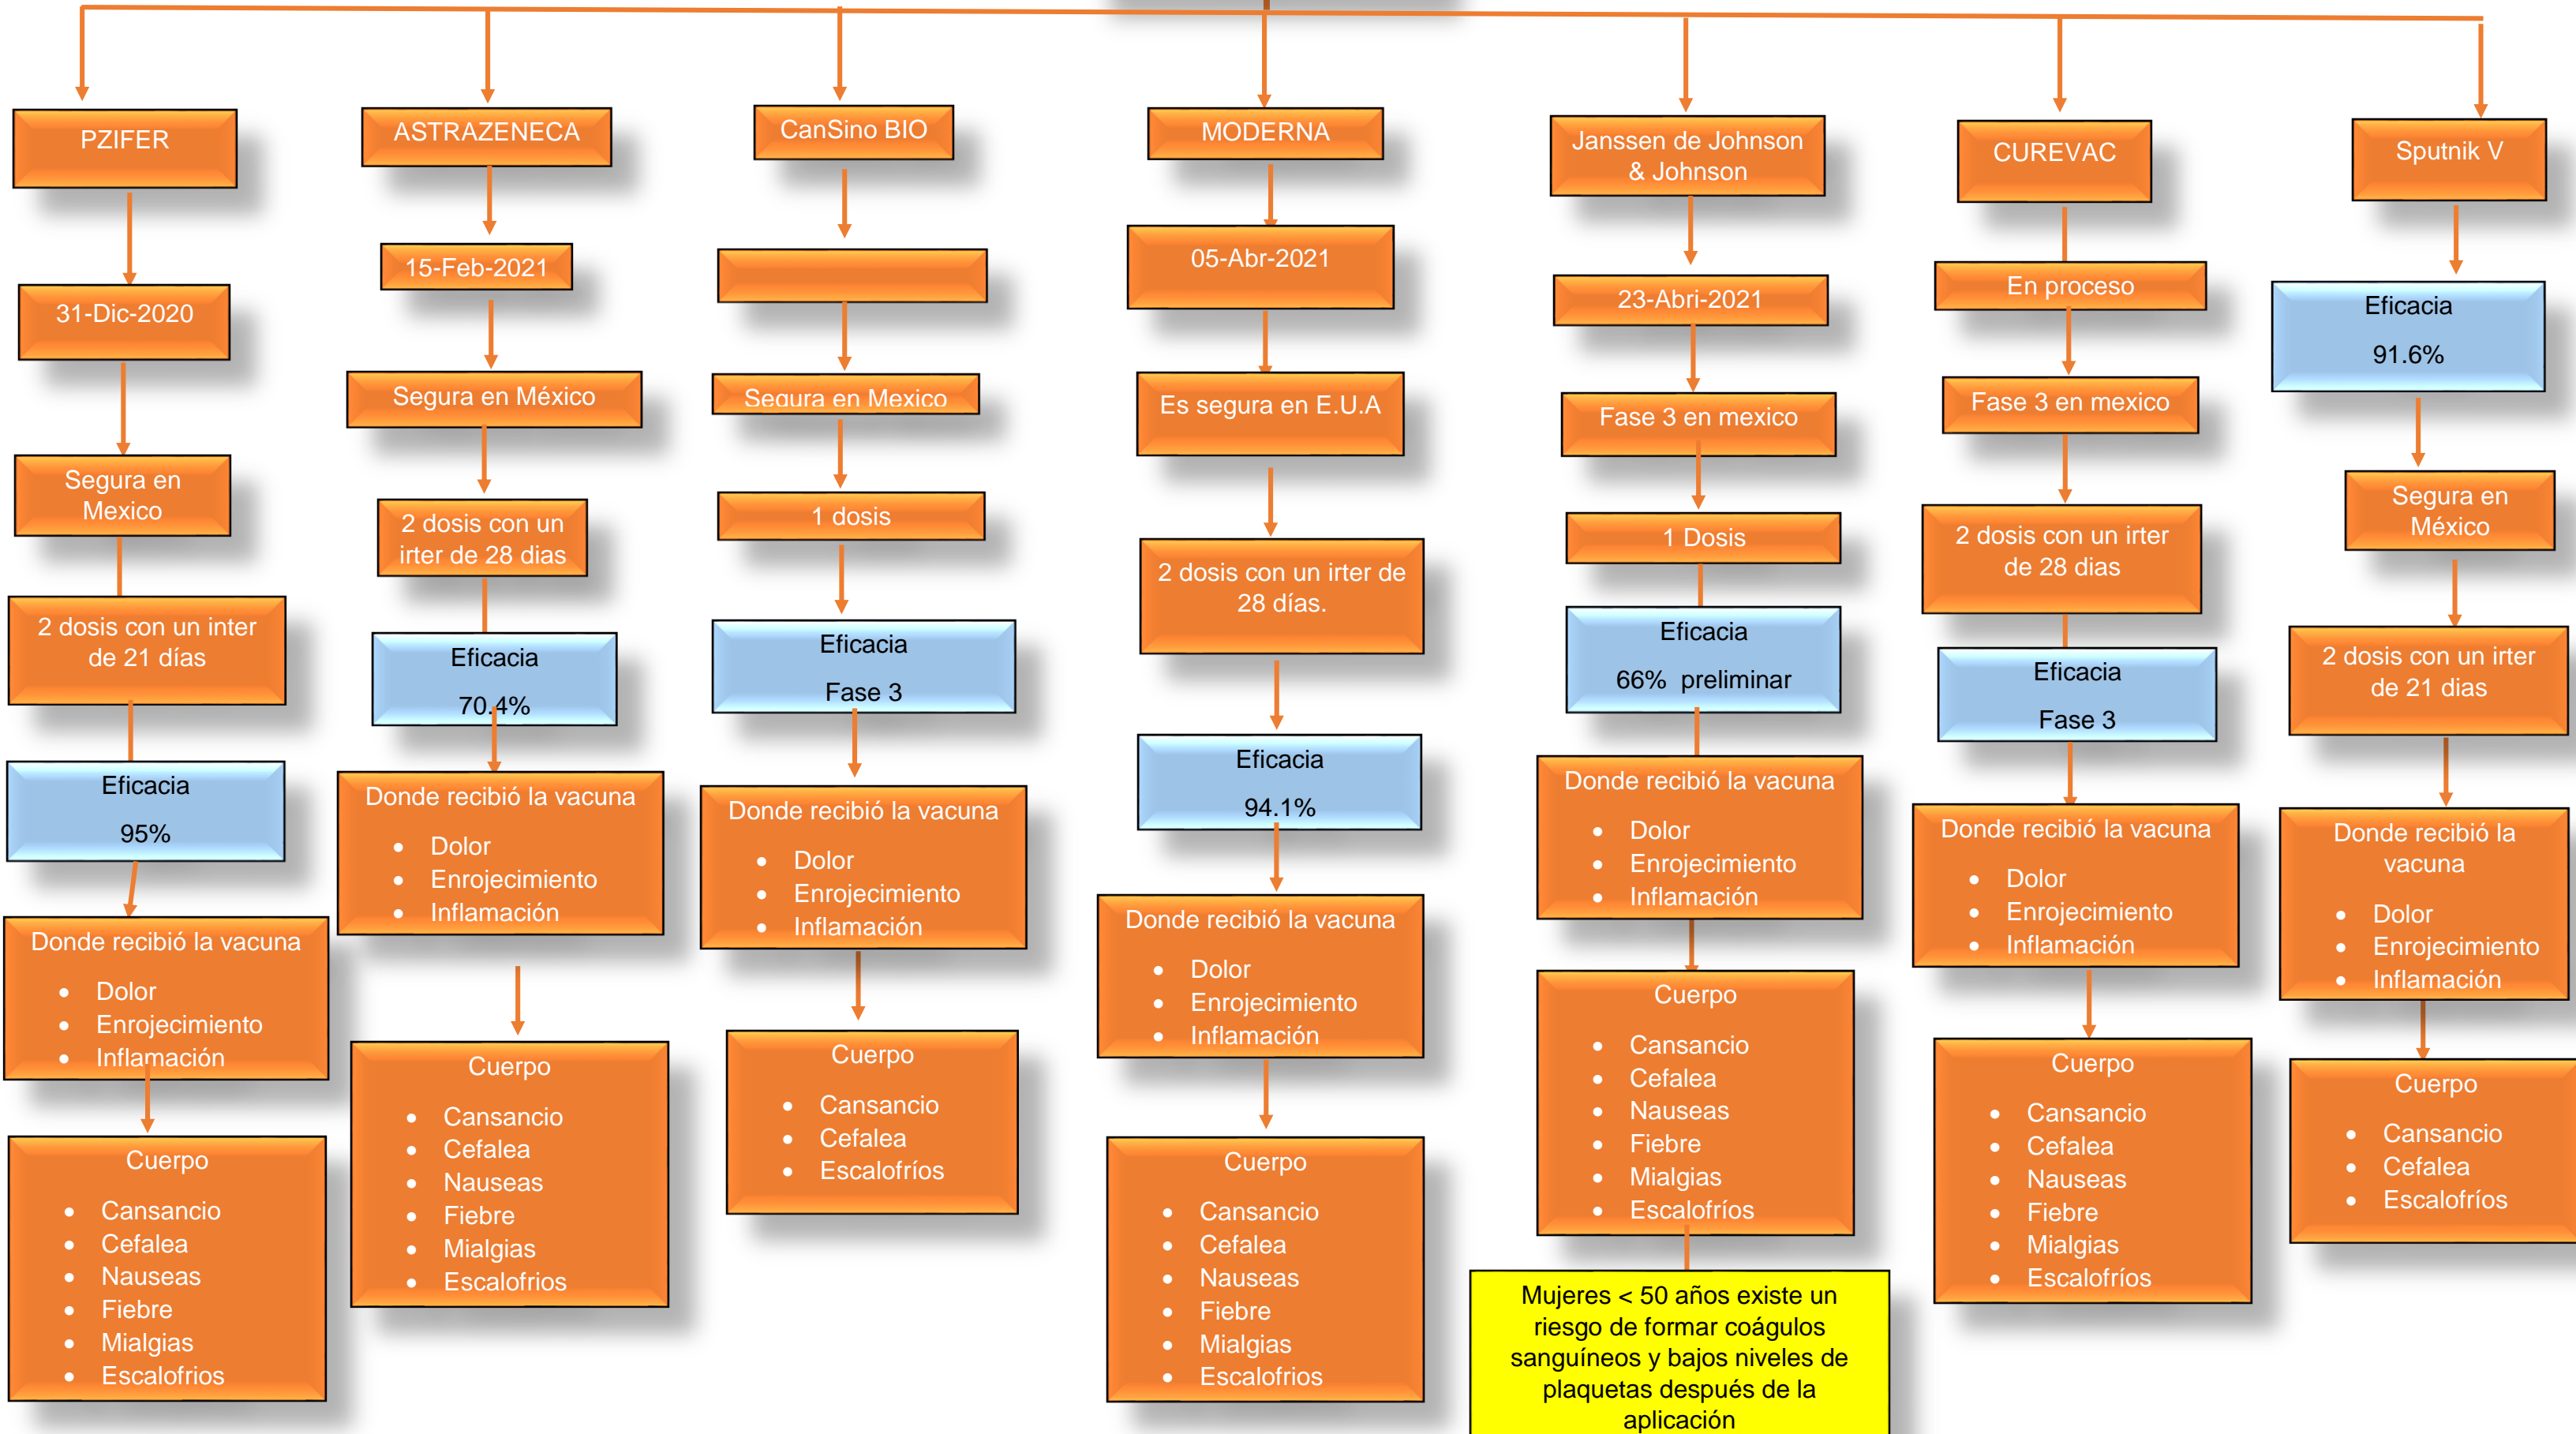 PZIFER
31-Dic-2020
Segura en
Mexico
2 dosis con un inter
de 21 días
Eficacia
95%
Donde recibió la vacuna
• Dolor
• Enrojecimiento
• Inflamación
Cuerpo
• Cansancio
• Cefalea
• Nauseas
• Fiebre
• Mialgias
• Escalofrios
ASTRAZENECA
15-Feb-2021
Segura en México
2 dosis con un
irter de 28 dias
Eficacia
70.4%
Donde recibió la vacuna
• Dolor
• Enrojecimiento
• Inflamación
Cuerpo
• Cansancio
• Cefalea
• Nauseas
• Fiebre
• Mialgias
• Escalofrios
CanSino BIO
Segura en Mexico
1 dosis
Eficacia
Fase 3
Donde recibió la vacuna
• Dolor
• Enrojecimiento
• Inflamación
Cuerpo
• Cansancio
• Cefalea
• Escalofríos
MODERNA
05-Abr-2021
Es segura en E.U.A
2 dosis con un irter de
28 días.
Eficacia
94.1%
Donde recibió la vacuna
• Dolor
• Enrojecimiento
• Inflamación
Cuerpo
• Cansancio
• Cefalea
• Nauseas
• Fiebre
• Mialgias
• Escalofrios
Janssen de Johnson
& Johnson
23-Abri-2021
Fase 3 en mexico
1 Dosis
Eficacia
66% preliminar
Donde recibió la vacuna
• Dolor
• Enrojecimiento
• Inflamación
Cuerpo
• Cansancio
• Cefalea
• Nauseas
• Fiebre
• Mialgias
• Escalofríos
Mujeres < 50 años existe un
riesgo de formar coágulos
sanguíneos y bajos niveles de
plaquetas después de la
aplicación
CUREVAC
En proceso
Fase 3 en mexico
2 dosis con un irter
de 28 dias
Eficacia
Fase 3
Donde recibió la vacuna
• Dolor
• Enrojecimiento
• Inflamación
Cuerpo
• Cansancio
• Cefalea
• Nauseas
• Fiebre
• Mialgias
• Escalofríos
Sputnik V
Eficacia
91.6%
Segura en
México
2 dosis con un irter
de 21 dias
Donde recibió la
vacuna
• Dolor
• Enrojecimiento
• Inflamación
Cuerpo
• Cansancio
• Cefalea
• Escalofríos